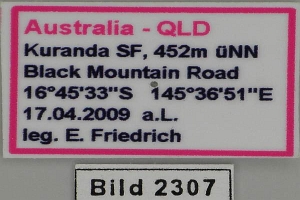 Australia - QLD
Kuranda SF, 452m üNN
Black Mountain Road
16°45'33"S 145°36'51"E
17.04.2009 a.L.
leg. E. Friedrich
Bild 2307